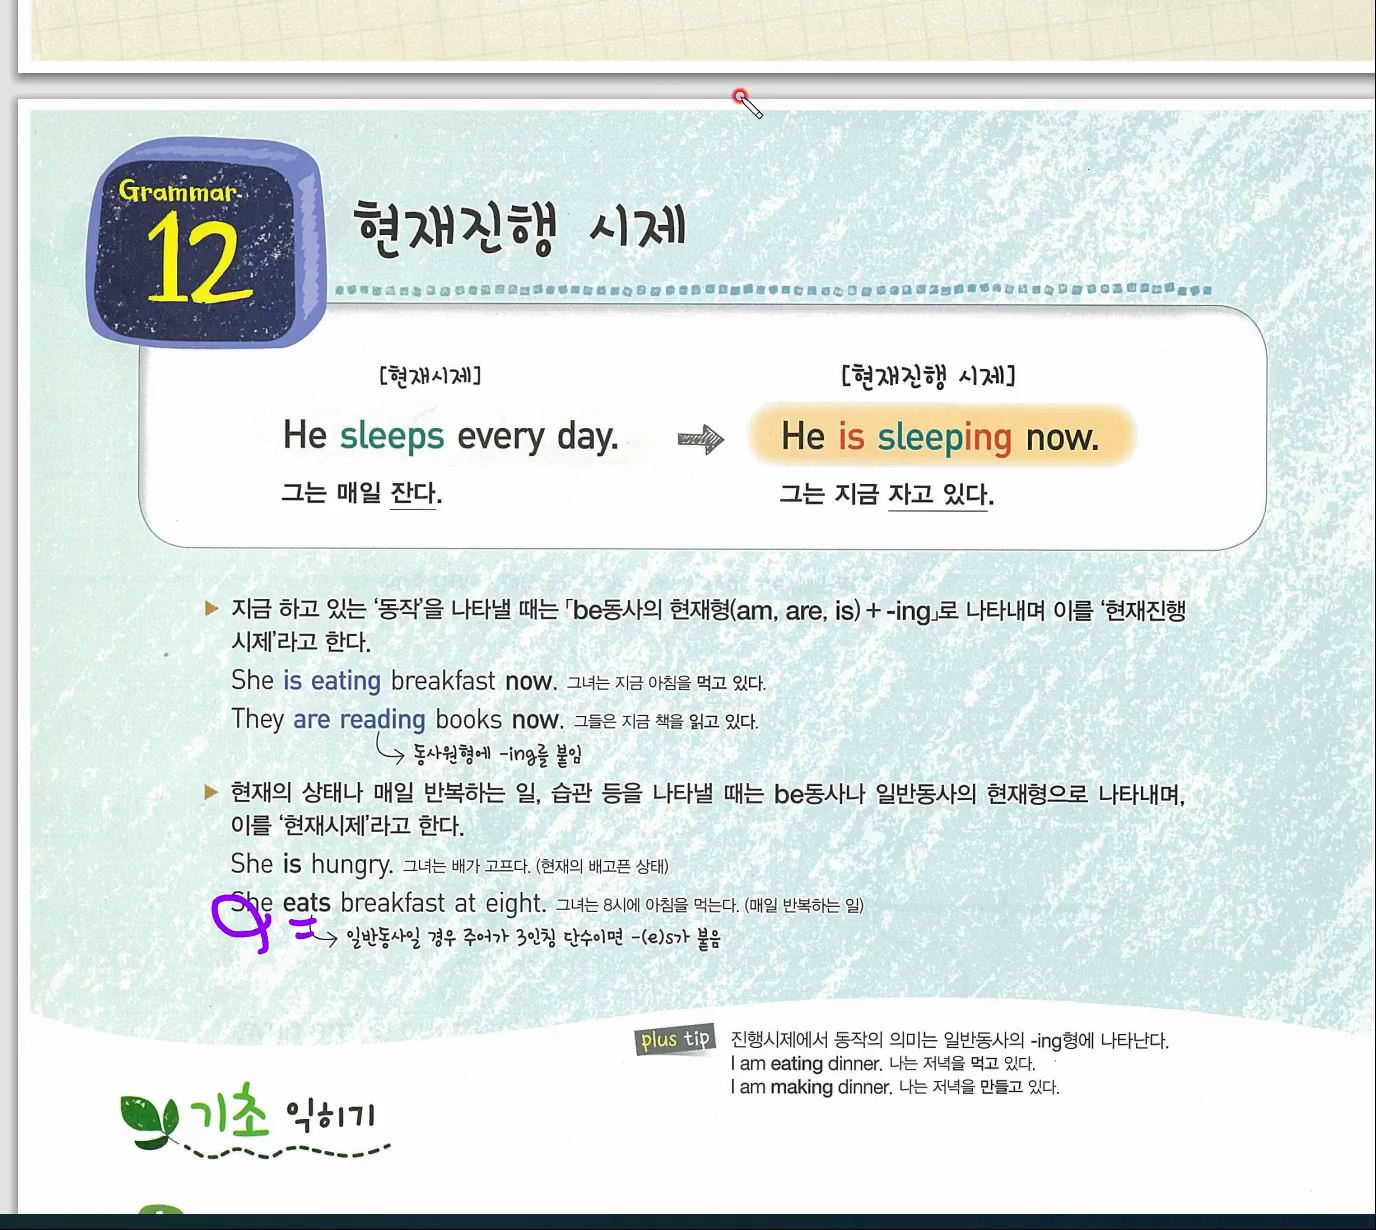 Grammar
12
현재진행 시제
[현재시제]
He sleeps every day.
그는 매일 잔다.
[현재진행 시제]
He is sleeping now.
그는 지금 자고 있다.
지금 하고 있는 ‘동작’을 나타낼 때는 「be동사의 현재형(am, are, is) + -ing」로 나타내며 이를 ‘현재진행
시제’라고 한다.
She is eating breakfast now. 그녀는 지금 아침을 먹고 있다.
They are reading books now. 그들은 지금 책을 읽고 있다.
동사원형에 -ing를 붙임
현재의 상태나 매일 반복하는 일, 습관 등을 나타낼 때는 be동사나 일반동사의 현재형으로 나타내며,
이를 ‘현재시제’라고 한다.
She is hungry. 그녀는 배가 고프다. (현재의 배고픈 상태)
She eats breakfast at eight. 그녀는 8시에 아침을 먹는다. (매일 반복하는 일)
일반동사일 경우 주어가 3인칭 단수이면 -(e)s가 붙음
plus tip
진행시제에서 동작의 의미는 일반동사의 -ing형에 나타난다.
I am eating dinner. 나는 저녁을 먹고 있다.
I am making dinner. 나는 저녁을 만들고 있다.
기초 익히기